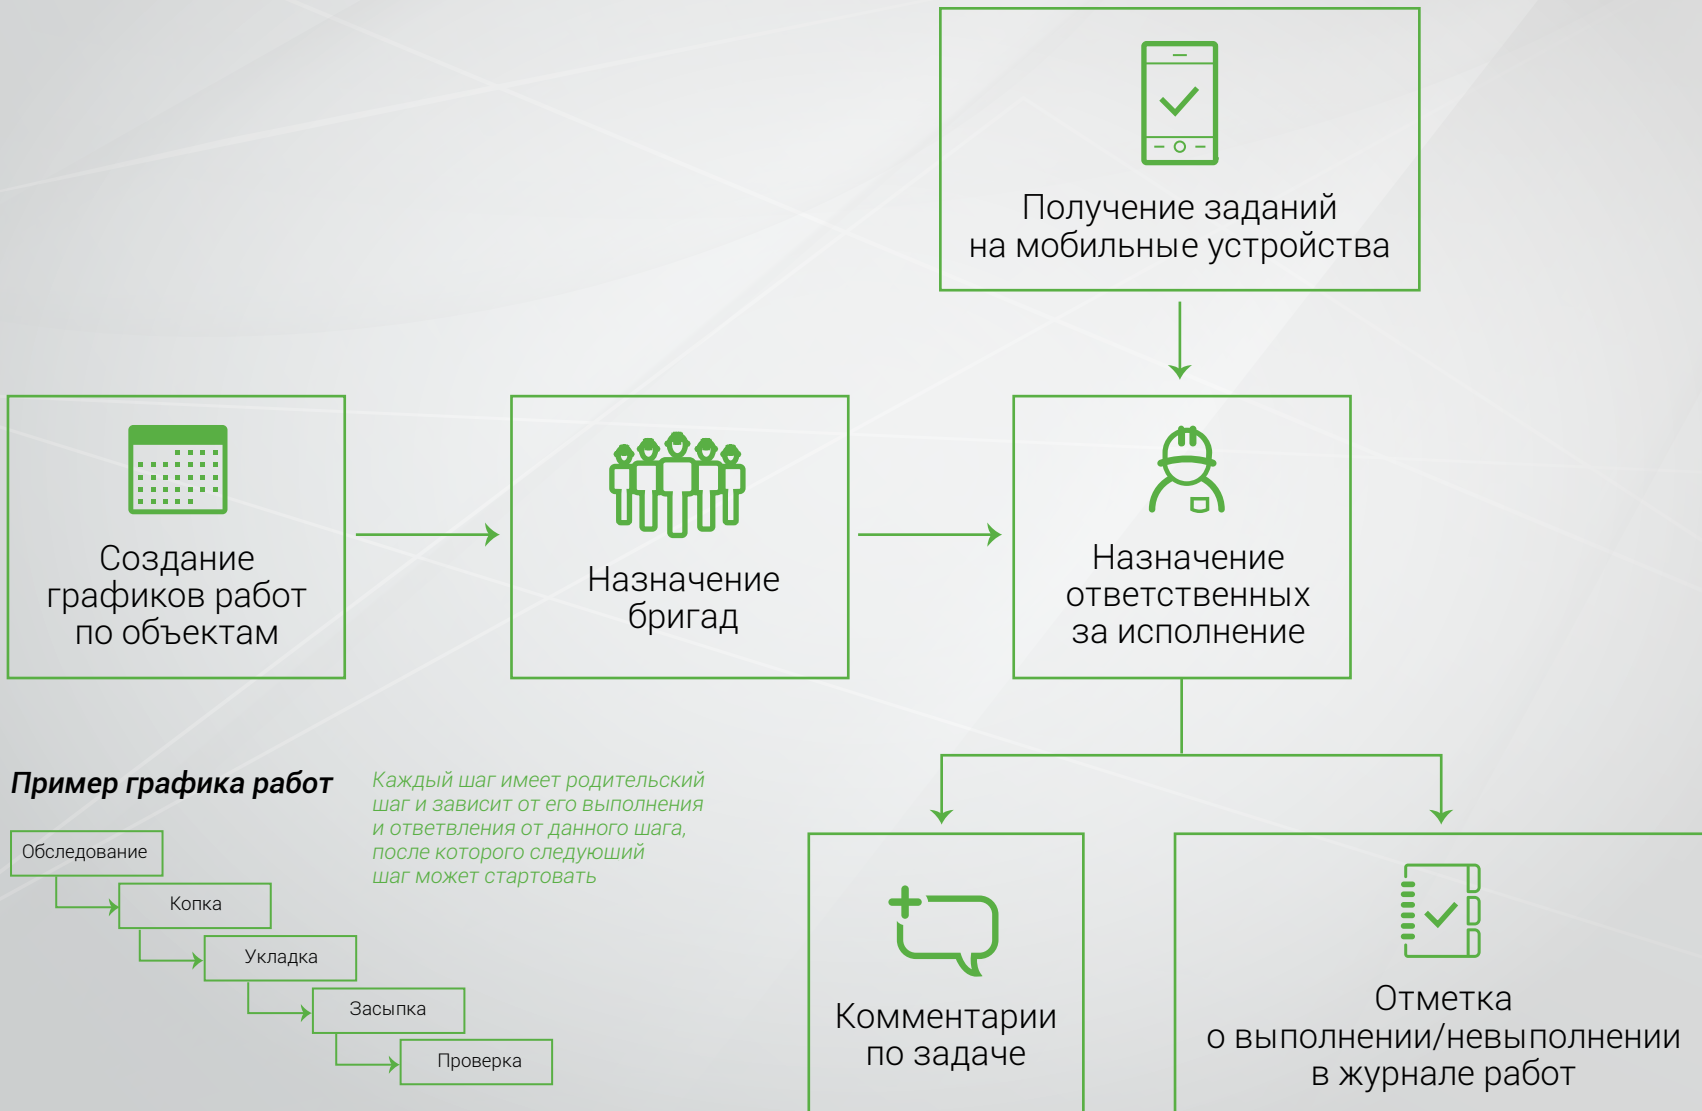 Получение заданий
на мобильные устройства
Создание
графиков работ
по объектам
Назначение
бригад
Назначение
ответственных
за исполнение
Пример графика работ
Каждый шаг имеет родительский
шаг и зависит от его выполнения
и ответвления от данного шага,
после которого следуюший
шаг может стартовать
Обследование
Копка
Укладка
Засыпка
Проверка
Комментарии
по задаче
Отметка
о выполнении/невыполнении
в журнале работ